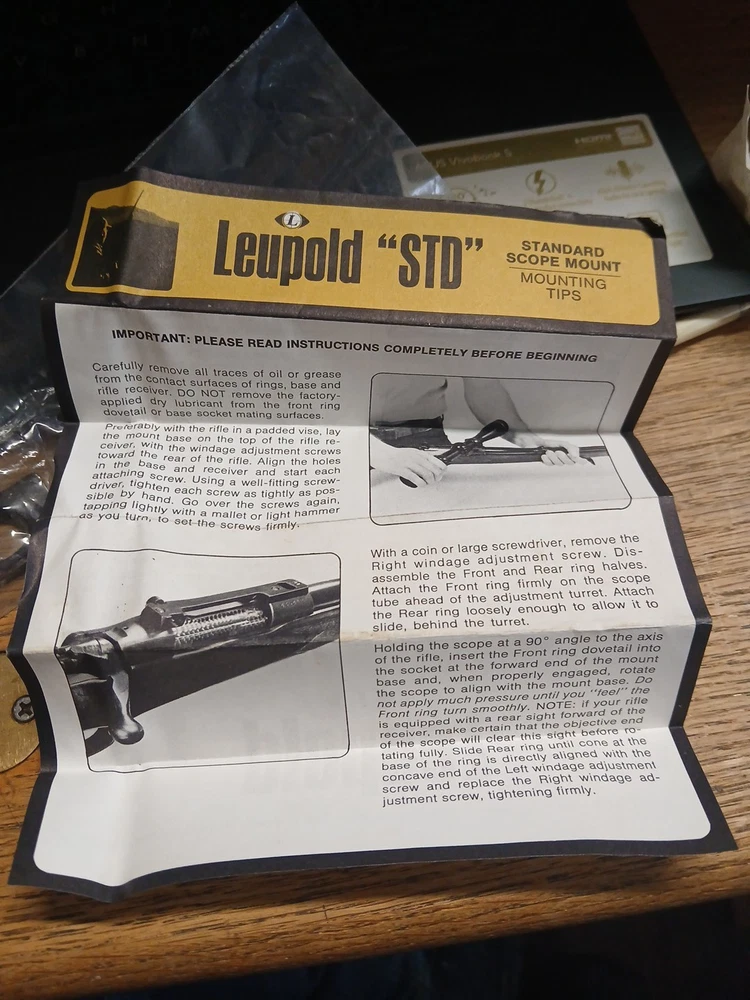 ASUS Vivobook S
HDMI
L
Leupold “STD”
STANDARD
SCOPE MOUNT
MOUNTING
TIPS
IMPORTANT: PLEASE READ INSTRUCTIONS COMPLETELY BEFORE BEGINNING
Carefully remove all traces of oil or grease
from the contact surfaces of rings, base and
rifle receiver. DO NOT remove the factory-
applied dry lubricant from the front ring
dovetail or base socket mating surfaces.
Preferably with the rifle in a padded vise, lay
the mount base on the top of the rifle re-
ceiver, with the windage adjustment screws
toward the rear of the rifle. Align the holes
in the base and receiver and start each
attaching screw. Using a well-fitting screw-
driver, tighten each screw as tightly as pos-
sible by hand. Go over the screws again,
tapping lightly with a mallet or light hammer
as you turn, to set the screws firmly.
With a coin or large screwdriver, remove the
Right windage adjustment screw. Dis-
assemble the Front and Rear ring halves.
Attach the Front ring firmly on the scope
tube ahead of the adjustment turret. Attach
the Rear ring loosely enough to allow it to
slide, behind the turret.
Holding the scope at a 90° angle to the axis
of the rifle, insert the Front ring dovetail into
the socket at the forward end of the mount
base and, when properly engaged, rotate
the scope to align with the mount base. Do
not apply much pressure until you “feel” the
Front ring turn smoothly. NOTE: if your rifle
is equipped with a rear sight forward of the
receiver, make certain that the objective end
of the scope will clear this sight before ro-
tating fully. Slide Rear ring until cone at the
base of the ring is directly aligned with the
concave end of the Left windage adjustment
screw and replace the Right windage ad-
justment screw, tightening firmly.